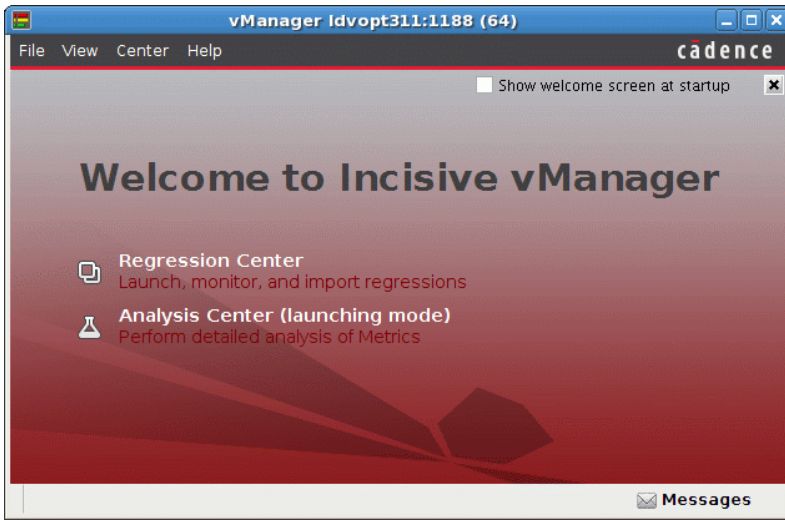 vManager ldvopt311:1188 (64)
File View Center Help
cādence
Show welcome screen at startup
Welcome to Incisive vManager
Regression Center
Launch, monitor, and import regressions
Analysis Center (launching mode)
Perform detailed analysis of Metrics
Messages